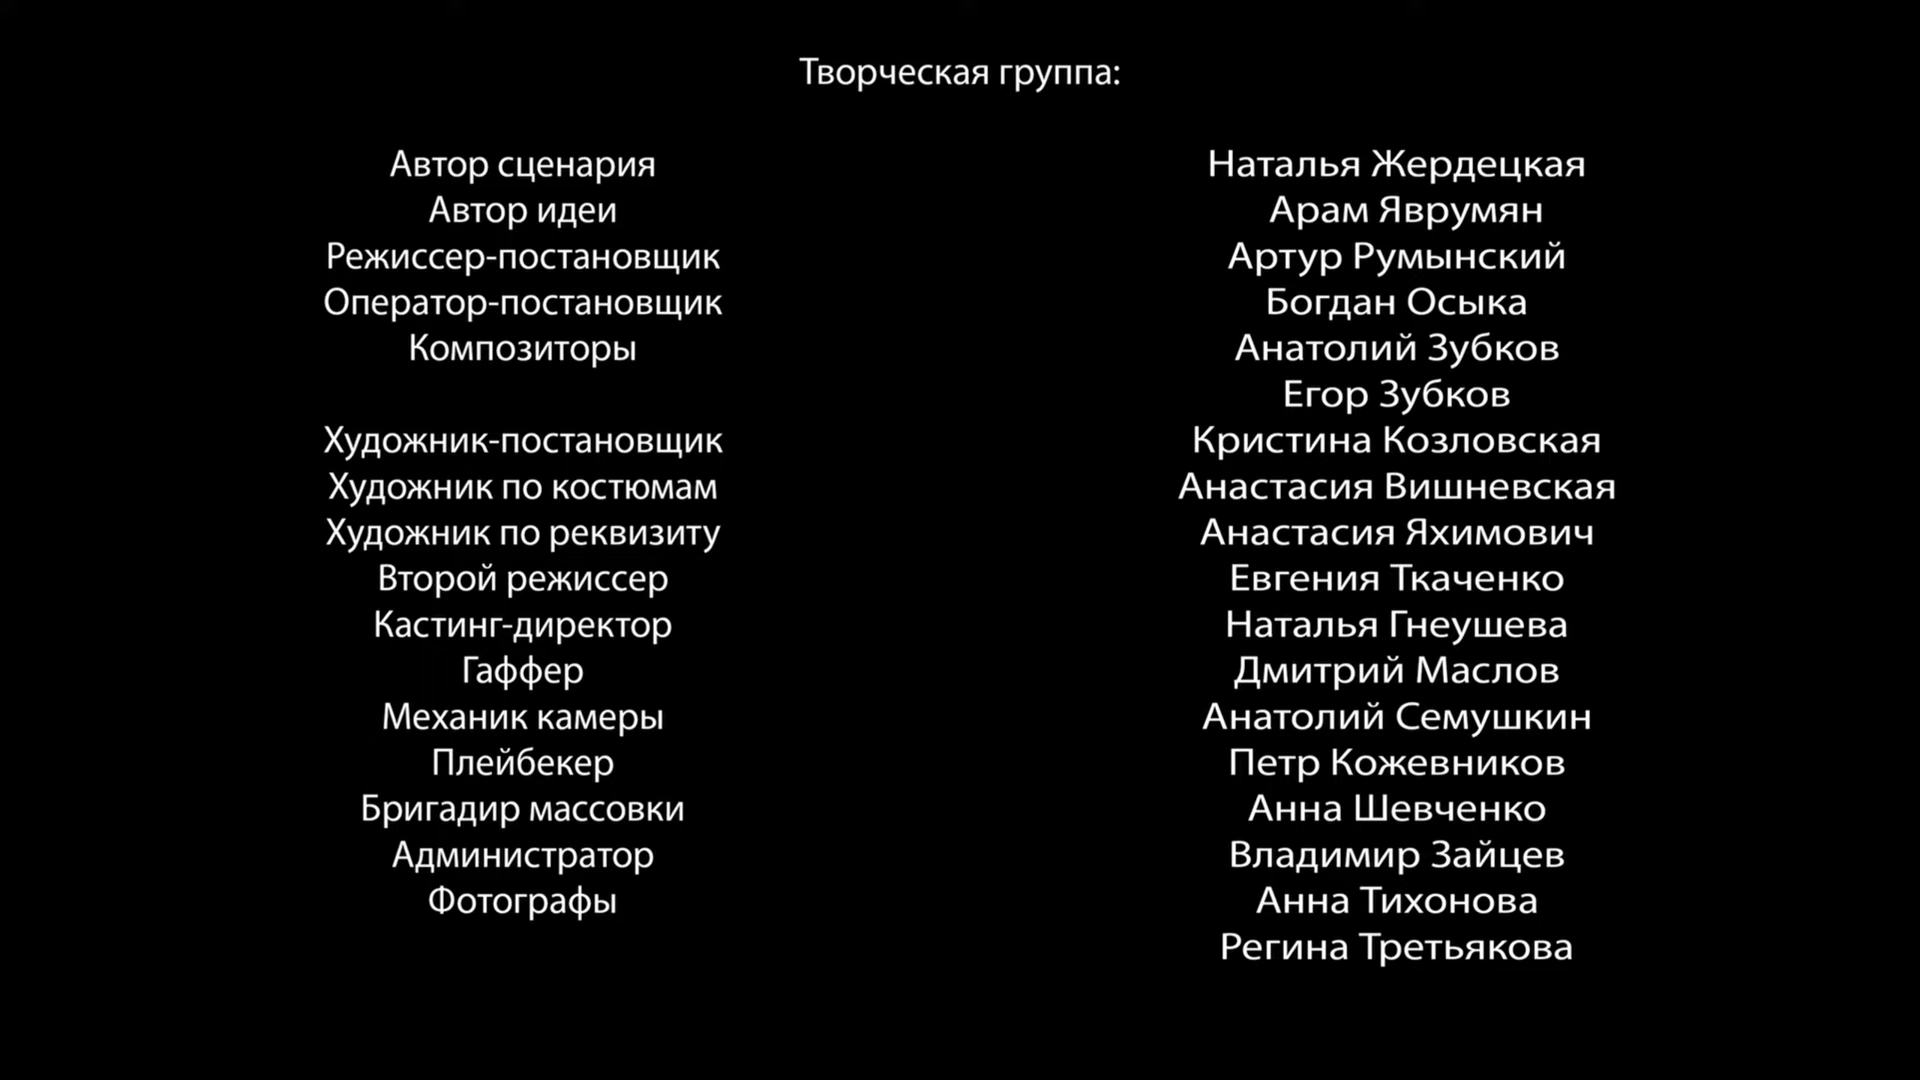 Творческая группа:
Автор сценария Наталья Жердецкая
Автор идеи Арам Яврумян
Режиссер-постановщик Артур Румынский
Оператор-постановщик Богдан Осыка
Композиторы Анатолий Зубков
Егор Зубков
Художник-постановщик Кристина Козловская
Художник по костюмам Анастасия Вишневская
Художник по реквизиту Анастасия Яхимович
Второй режиссер Евгения Ткаченко
Кастинг-директор Наталья Гнеушева
Гаффер Дмитрий Маслов
Механик камеры Анатолий Семушкин
Плейбекер Петр Кожевников
Бригадир массовки Анна Шевченко
Администратор Владимир Зайцев
Фотографы Анна Тихонова
Регина Третьякова